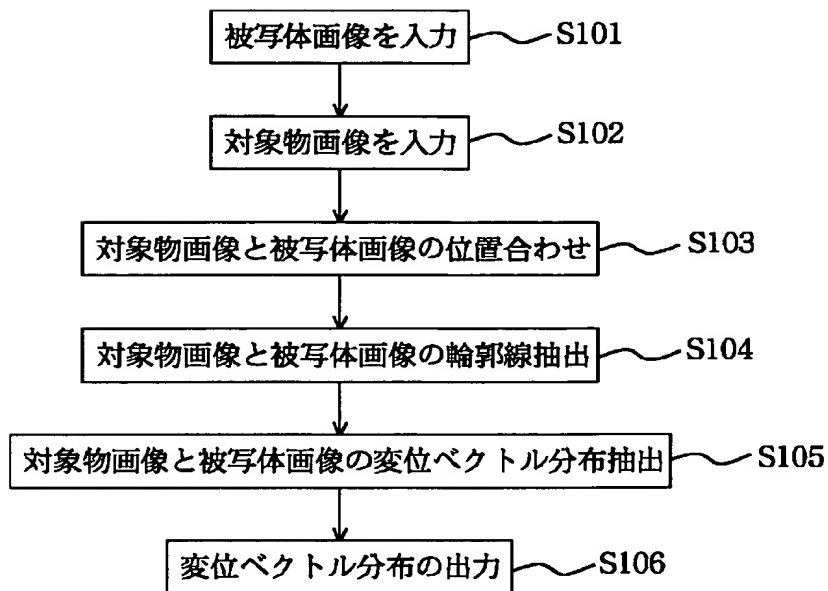 被写体画像を入力 S101
対象物画像を入力 S102
対象物画像と被写体画像の位置合わせ S103
対象物画像と被写体画像の輪郭線抽出 S104
対象物画像と被写体画像の変位ベクトル分布抽出 S105
変位ベクトル分布の出力 S106